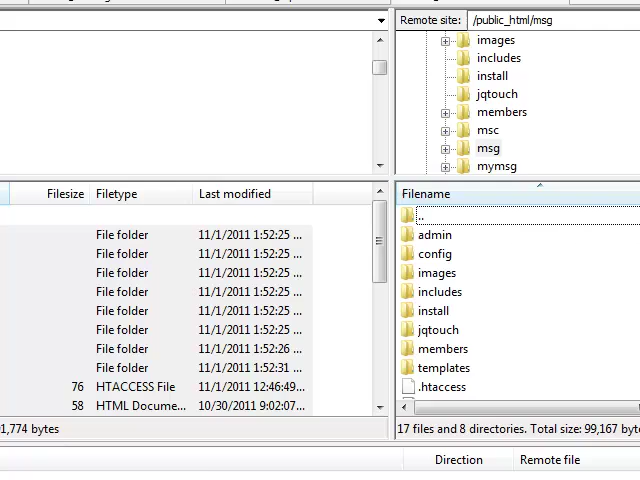 Remote site: /public_html/msg
images
includes
install
jqtouch
members
msc
msg
mymsg
Filesize Filetype Last modified
File folder 11/1/2011 1:52:25 ...
File folder 11/1/2011 1:52:25 ...
File folder 11/1/2011 1:52:25 ...
File folder 11/1/2011 1:52:25 ...
File folder 11/1/2011 1:52:25 ...
File folder 11/1/2011 1:52:25 ...
File folder 11/1/2011 1:52:26 ...
File folder 11/1/2011 1:52:31 ...
76 HTACCESS File 11/1/2011 12:46:49...
58 HTML Docume... 10/30/2011 9:02:07...
1,774 bytes
Filename
..
admin
config
images
includes
install
jqtouch
members
templates
.htaccess
17 files and 8 directories. Total size: 99,167 byte
Direction Remote file